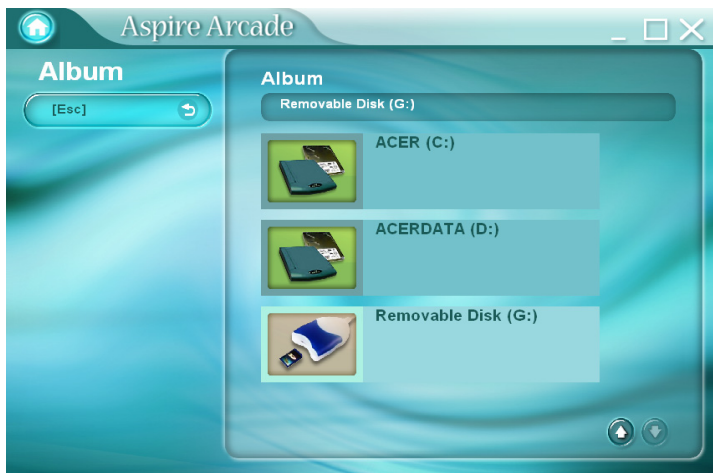 Aspire Arcade
Album
[Esc]
Album
Removable Disk (G:)
ACER (C:)
ACERDATA (D:)
Removable Disk (G:)